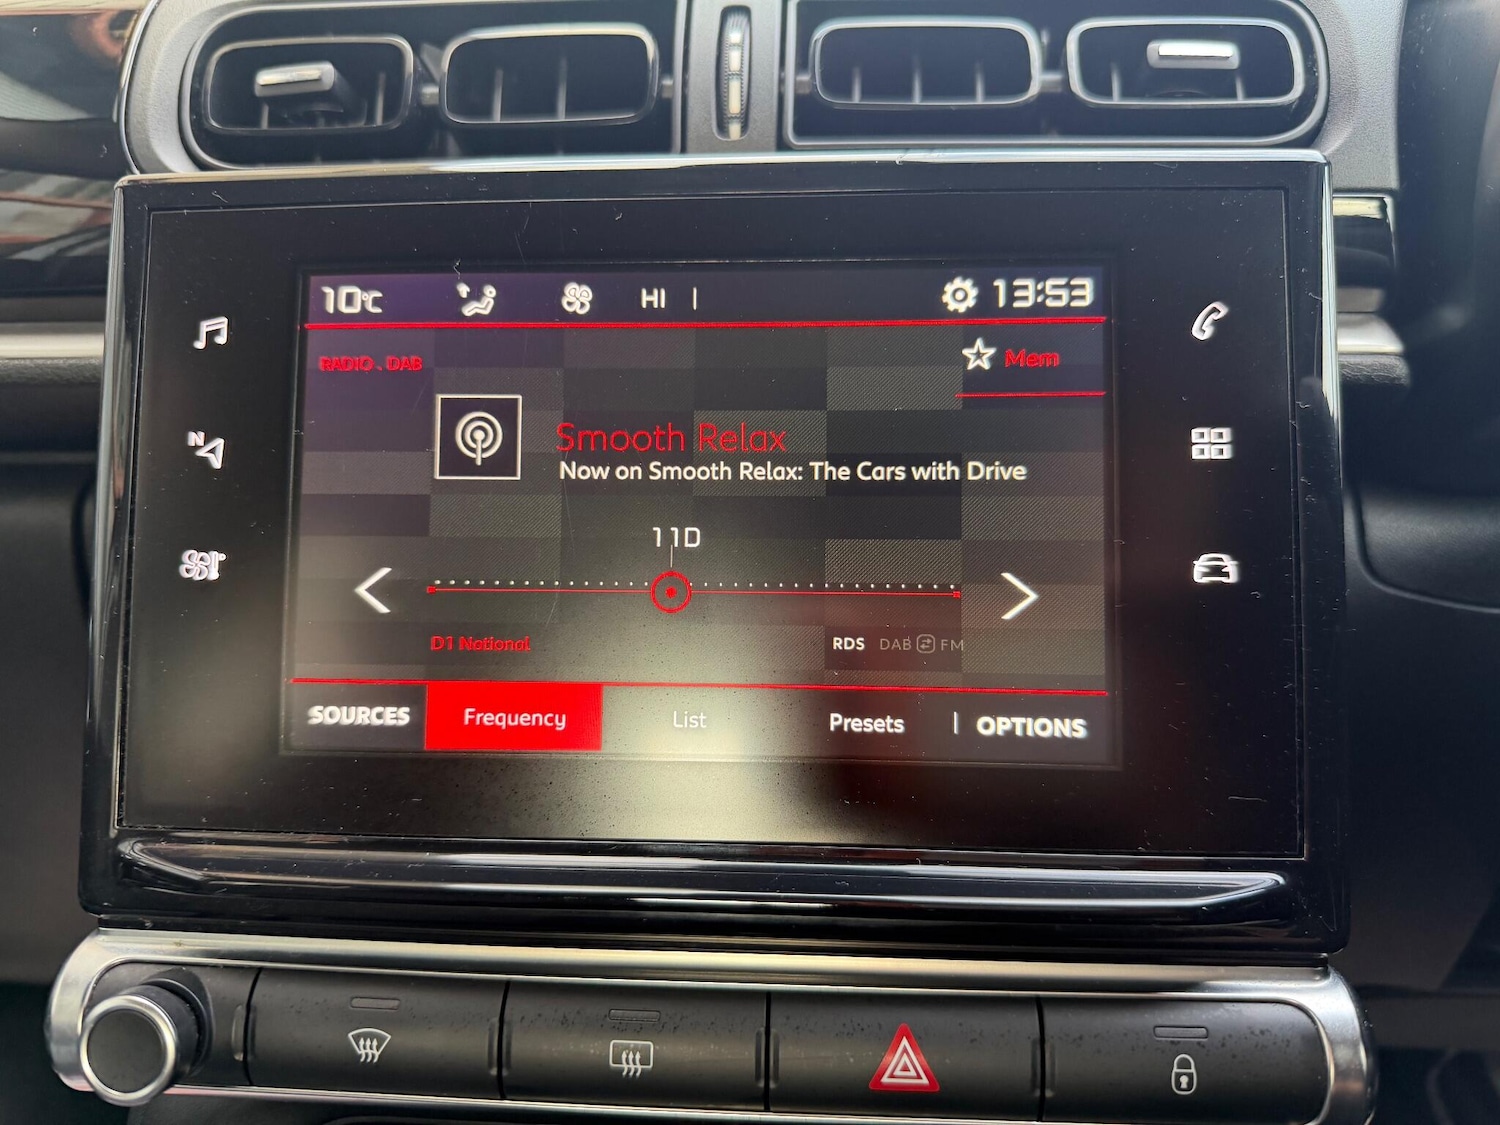 10°C HI | 13:53
RADIO . DAB
Mem
Smooth Relax
Now on Smooth Relax: The Cars with Drive
11D
N
D1 National
RDS DAB FM
SOURCES Frequency List Presets | OPTIONS